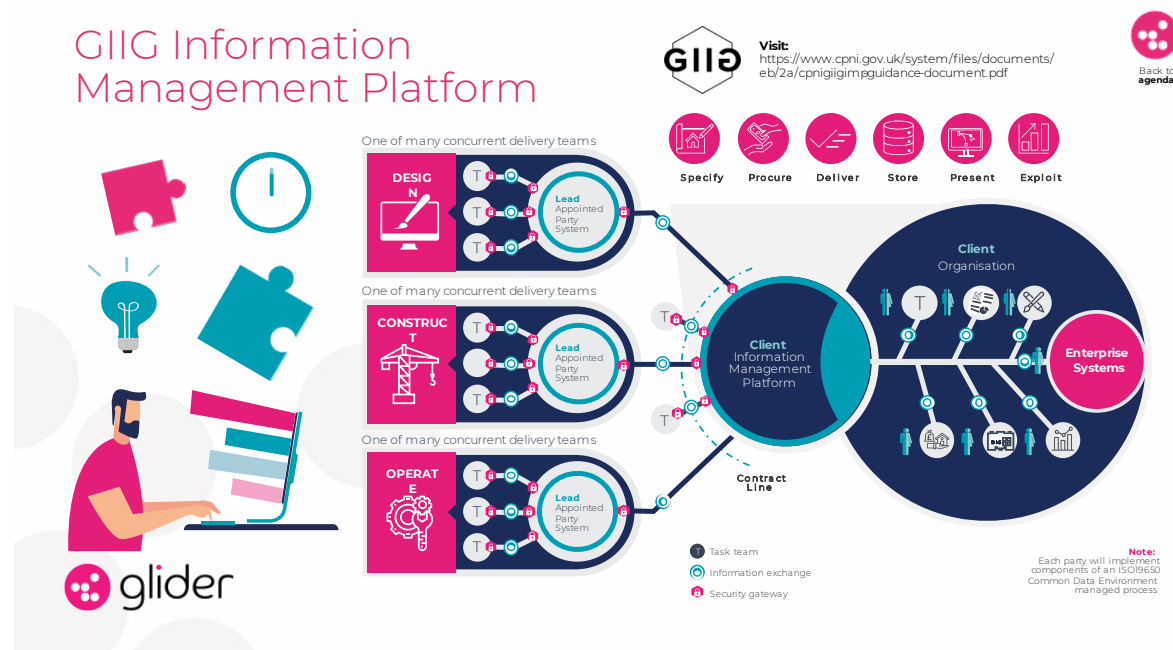 GIIG Information
Management Platform
GIIG
Visit:
https://www.cpni.gov.uk/system/files/documents/
eb/2a/cpnigiigimpguidance-document.pdf
Back to
agenda
Specify
Procure
Deliver
Store
Present
Exploit
One of many concurrent delivery teams
DESIG
N
T
T
T
Lead
Appointed
Party
System
One of many concurrent delivery teams
CONSTRUC
T
T
T
T
Lead
Appointed
Party
System
One of many concurrent delivery teams
OPERAT
E
T
T
T
Lead
Appointed
Party
System
T
T
Client
Information
Management
Platform
Contract
Line
Client
Organisation
T
Enterprise
Systems
T
Task team
Information exchange
Security gateway
Note:
Each party will implement
components of an ISO19650
Common Data Environment
managed process
glider